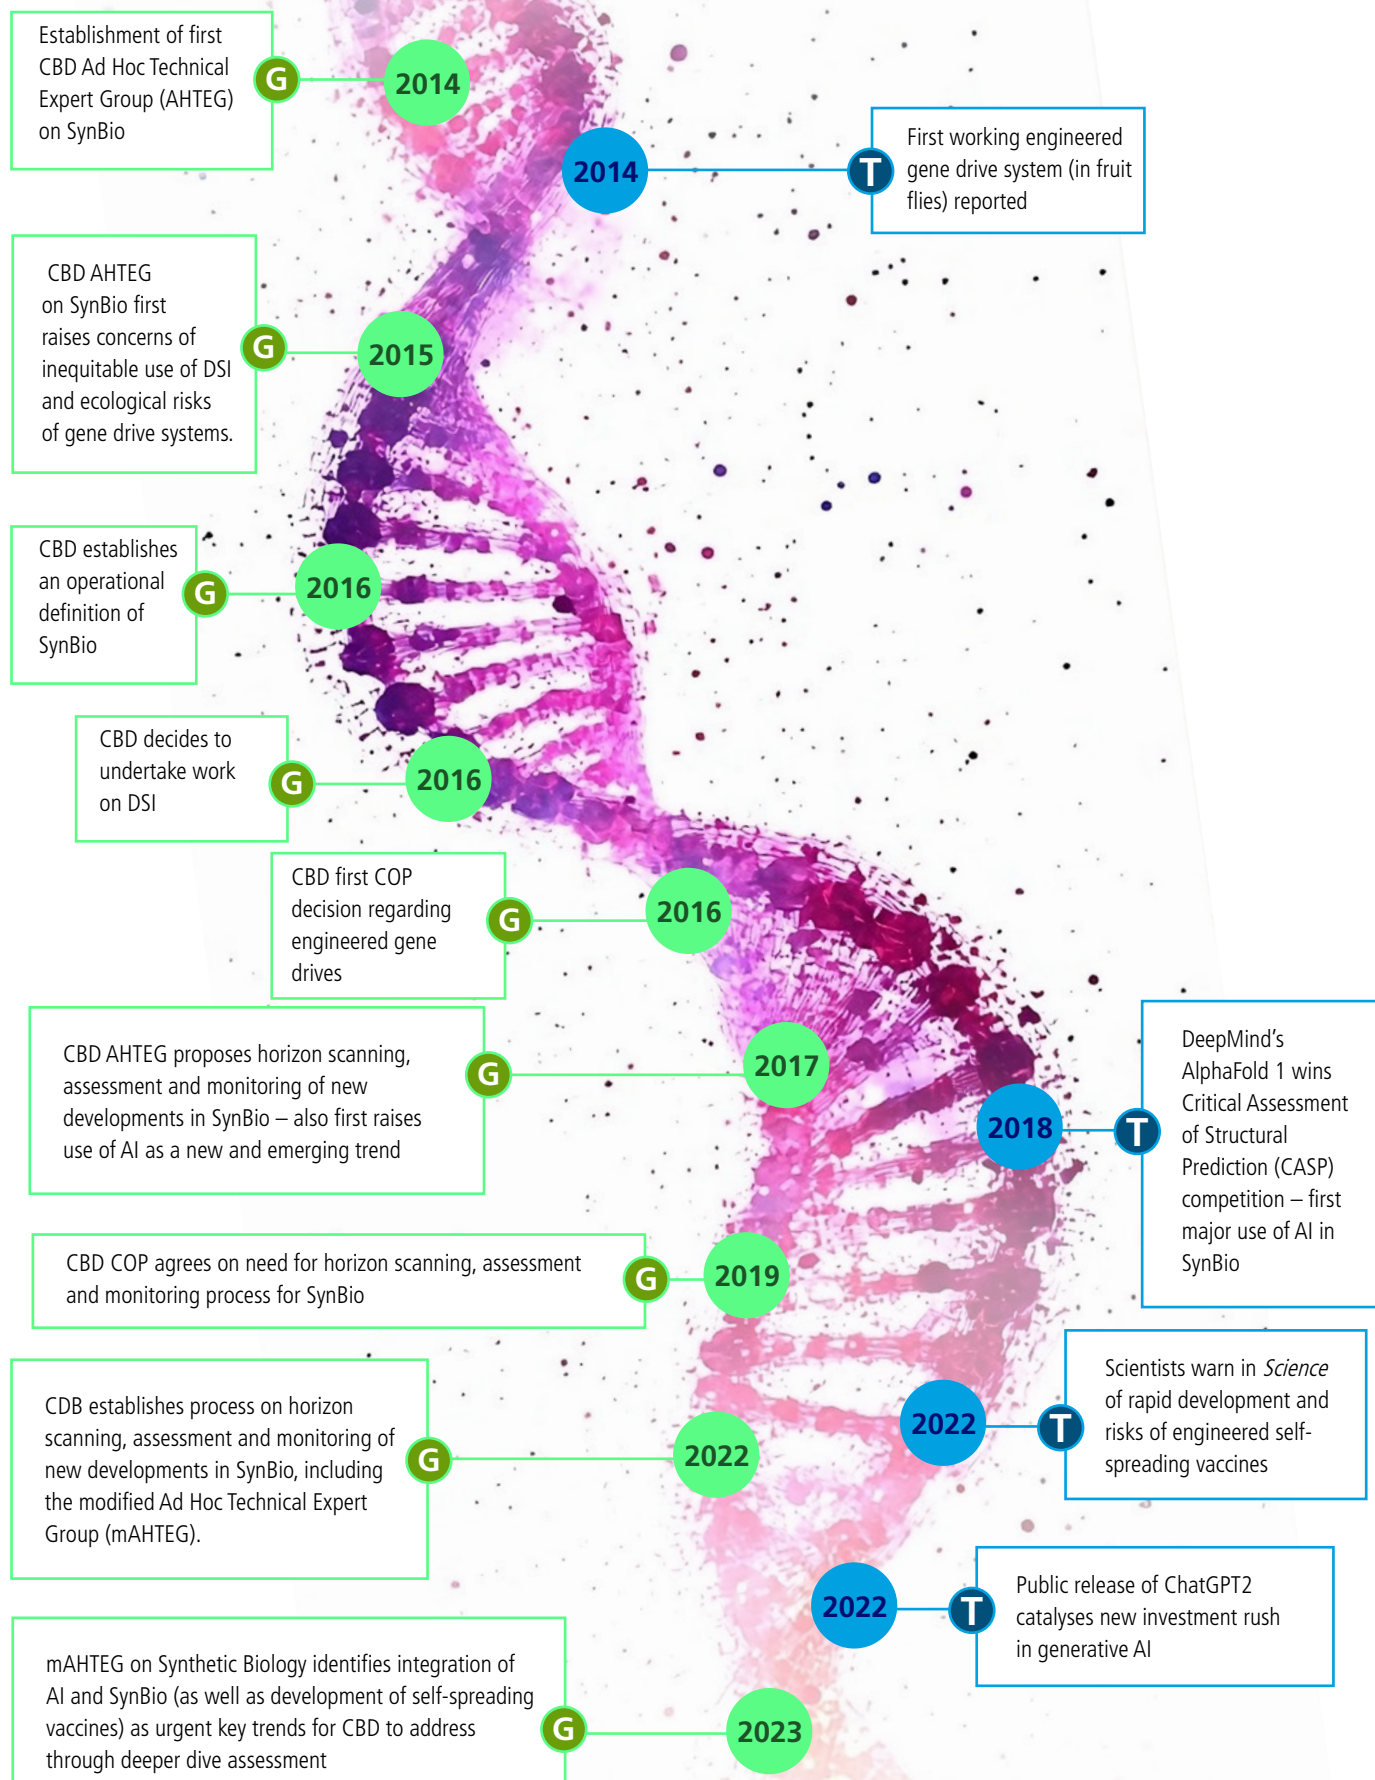 Establishment of first
CBD Ad Hoc Technical
Expert Group (AHTEG)
on SynBio
G
2014
2014
T
First working engineered
gene drive system (in fruit
flies) reported
CBD AHTEG
on SynBio first
raises concerns of
inequitable use of DSI
and ecological risks
of gene drive systems.
G
2015
CBD establishes
an operational
definition of
SynBio
G
2016
CBD decides to
undertake work
on DSI
G
2016
CBD first COP
decision regarding
engineered gene
drives
G
2016
CBD AHTEG proposes horizon scanning,
assessment and monitoring of new
developments in SynBio – also first raises
use of AI as a new and emerging trend
G
2017
2018
T
DeepMind’s
AlphaFold 1 wins
Critical Assessment
of Structural
Prediction (CASP)
competition – first
major use of AI in
SynBio
CBD COP agrees on need for horizon scanning, assessment
and monitoring process for SynBio
G
2019
2022
T
Scientists warn in Science
of rapid development and
risks of engineered self-
spreading vaccines
CDB establishes process on horizon
scanning, assessment and monitoring of
new developments in SynBio, including
the modified Ad Hoc Technical Expert
Group (mAHTEG).
G
2022
2022
T
Public release of ChatGPT2
catalyses new investment rush
in generative AI
mAHTEG on Synthetic Biology identifies integration of
AI and SynBio (as well as development of self-spreading
vaccines) as urgent key trends for CBD to address
through deeper dive assessment
G
2023